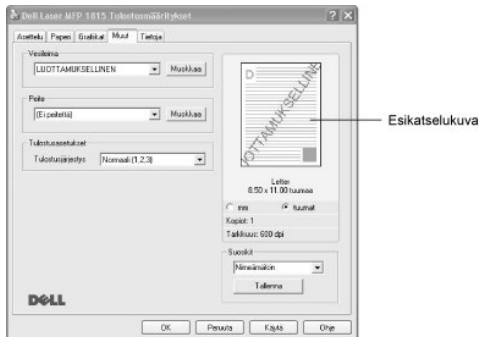 Dell Laser MFP 1815 Tulostusmääritykset
Asettelu Paperi Grafiikat Muut Tietoja
Vesileima
LUOTTAMUKSELLINEN
Muokkaa
Peite
(Ei peitettä)
Muokkaa
Tulostusasetukset
Tulostusjärjestys
Normaali (1,2,3)
D
LUOTTAMUKSELLINE
Esikatselukuva
Letter
8.50 x 11.00 tuumaa
mm tuumat
Kopiot: 1
Tarkkuus: 600 dpi
Suosikit
Nimeämätön
Tallenna
DELL
OK Peruuta Käytä Ohje